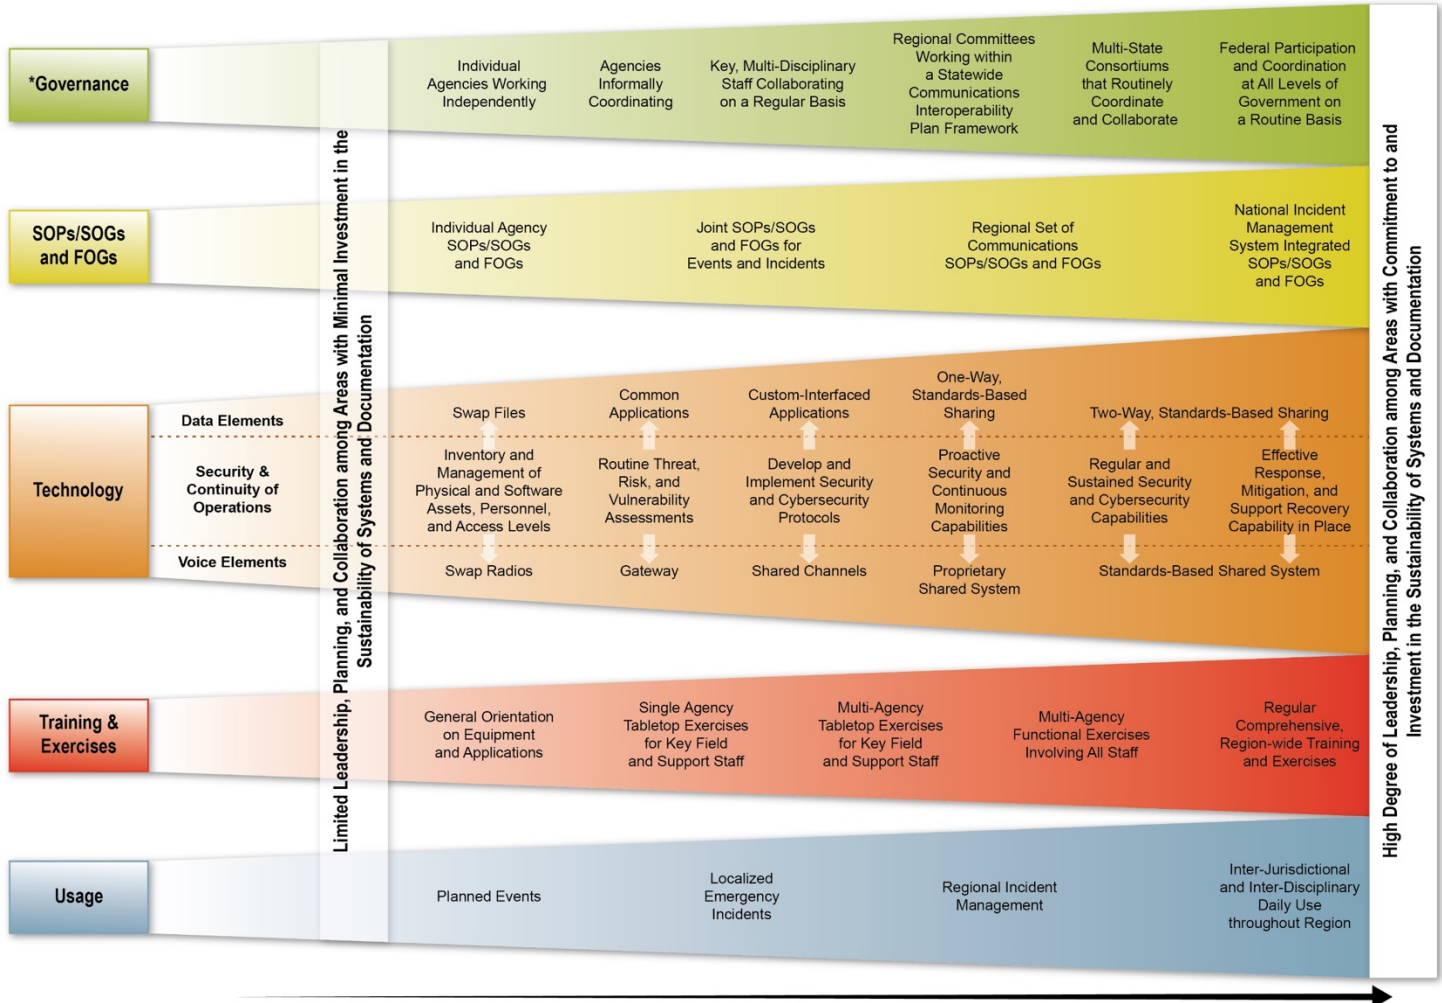 *Governance
Individual
Agencies Working
Independently
Agencies
Informally
Coordinating
Key, Multi-Disciplinary
Staff Collaborating
on a Regular Basis
Regional Committees
Working within
a Statewide
Communications
Interoperability
Plan Framework
Multi-State
Consortiums
that Routinely
Coordinate
and Collaborate
Federal Participation
and Coordination
at All Levels of
Government on
a Routine Basis
Limited Leadership, Planning, and Collaboration among Areas with Minimal Investment in the
Sustainability of Systems and Documentation
SOPs/SOGs
and FOGs
Individual Agency
SOPs/SOGs
and FOGs
Joint SOPs/SOGs
and FOGs for
Events and Incidents
Regional Set of
Communications
SOPs/SOGs and FOGs
National Incident
Management
System Integrated
SOPs/SOGs
and FOGs
Technology
Data Elements
Swap Files
Common
Applications
Custom-Interfaced
Applications
One-Way,
Standards-Based
Sharing
Two-Way, Standards-Based Sharing
Security &
Continuity of
Operations
Inventory and
Management of
Physical and Software
Assets, Personnel,
and Access Levels
Routine Threat,
Risk, and
Vulnerability
Assessments
Develop and
Implement Security
and Cybersecurity
Protocols
Proactive
Security and
Continuous
Monitoring
Capabilities
Regular and
Sustained Security
and Cybersecurity
Capabilities
Effective
Response,
Mitigation, and
Support Recovery
Capability in Place
Voice Elements
Swap Radios
Gateway
Shared Channels
Proprietary
Shared System
Standards-Based Shared System
Training &
Exercises
General Orientation
on Equipment
and Applications
Single Agency
Tabletop Exercises
for Key Field
and Support Staff
Multi-Agency
Tabletop Exercises
for Key Field
and Support Staff
Multi-Agency
Functional Exercises
Involving All Staff
Regular
Comprehensive,
Region-wide Training
and Exercises
Usage
Planned Events
Localized
Emergency
Incidents
Regional Incident
Management
Inter-Jurisdictional
and Inter-Disciplinary
Daily Use
throughout Region
High Degree of Leadership, Planning, and Collaboration among Areas with Commitment to and
Investment in the Sustainability of Systems and Documentation